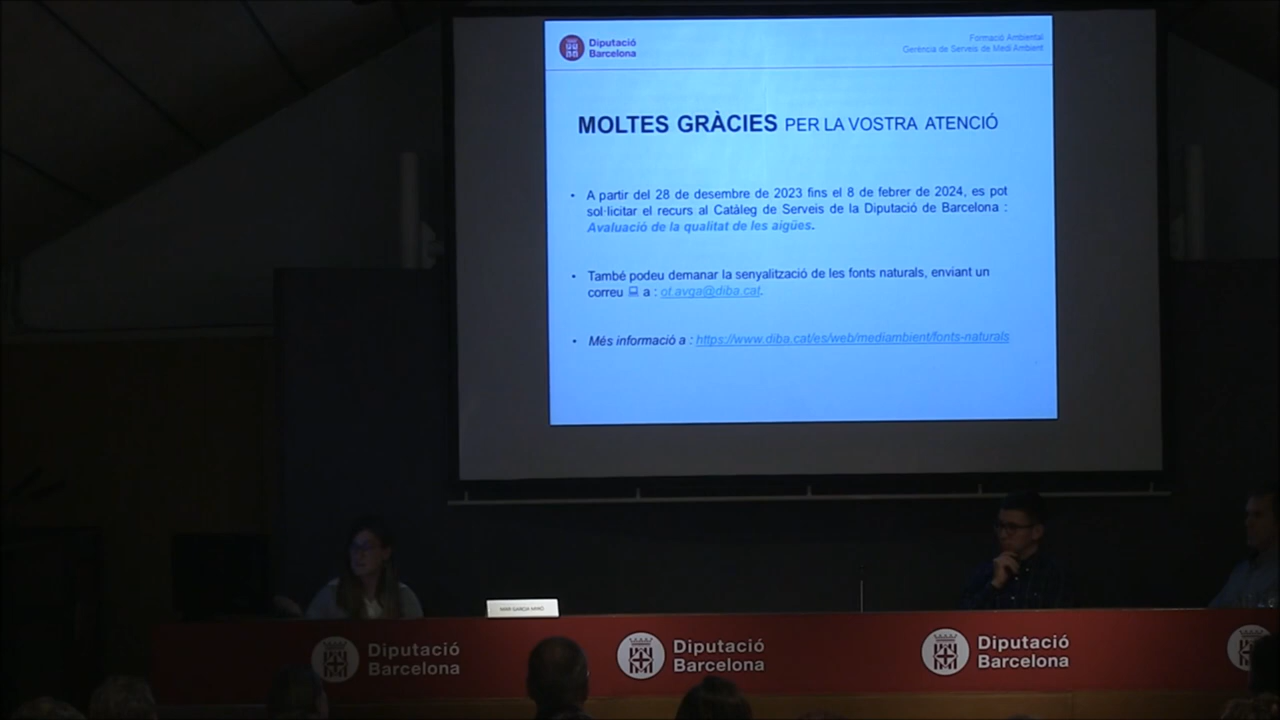 Diputació
Barcelona
Formació Ambiental
Gerència de Serveis de Medi Ambient
MOLTES GRÀCIES PER LA VOSTRA ATENCIÓ
• A partir del 28 de desembre de 2023 fins el 8 de febrer de 2024, es pot
sol·licitar el recurs al Catàleg de Serveis de la Diputació de Barcelona :
Avaluació de la qualitat de les aigües.
• També podeu demanar la senyalització de les fonts naturals, enviant un
correu 💻 a : ot.avga@diba.cat.
• Més informació a : https://www.diba.cat/es/web/mediambient/fonts-naturals
Diputació
Barcelona
Diputació
Barcelona
Diputació
Barcelona